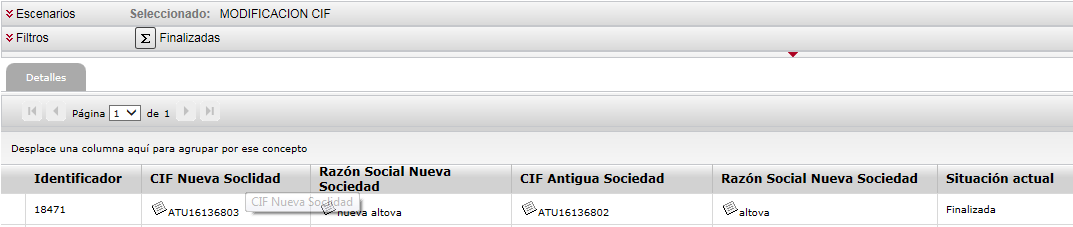 Escenarios Seleccionado: MODIFICACION CIF
Filtros Σ Finalizadas
Detalles
Página 1 de 1
Desplace una columna aquí para agrupar por ese concepto
Identificador CIF Nueva Soclidad Razón Social Nueva Sociedad CIF Antigua Sociedad Razón Social Nueva Sociedad Situación actual
CIF Nueva Soclidad
18471 ATU16136803 nueva altova ATU16136802 altova Finalizada